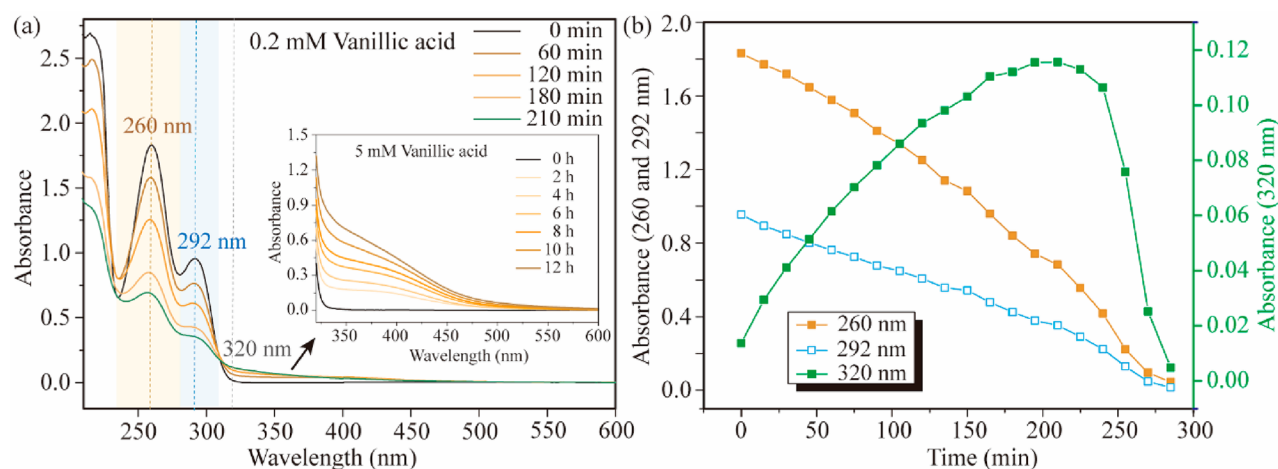 (a)
0.2 mM Vanillic acid
0 min
60 min
120 min
180 min
210 min
260 nm
292 nm
320 nm
5 mM Vanillic acid
0 h
2 h
4 h
6 h
8 h
10 h
12 h
1.5
1.2
0.9
0.6
0.3
0.0
Absorbance
350 400 450 500 550 600
Wavelength (nm)
2.5
2.0
1.5
1.0
0.5
0.0
Absorbance
250 300 350 400 450 500 550 600
Wavelength (nm)
(b)
2.0
1.6
1.2
0.8
0.4
0.0
Absorbance (260 and 292 nm)
260 nm
292 nm
320 nm
0.12
0.10
0.08
0.06
0.04
0.02
0.00
Absorbance (320 nm)
0 50 100 150 200 250 300
Time (min)